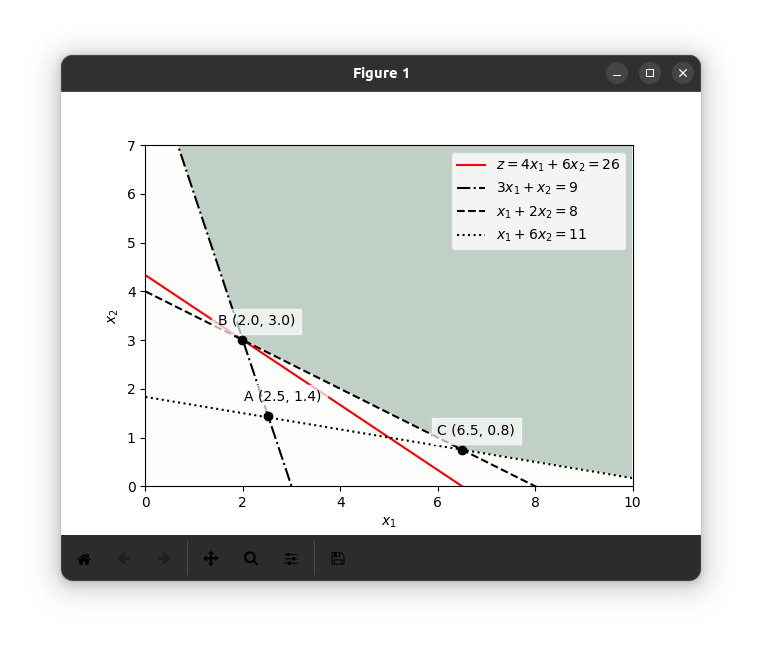 Figure 1
z = 4x₁ + 6x₂ = 26
3x₁ + x₂ = 9
x₁ + 2x₂ = 8
x₁ + 6x₂ = 11
7
6
5
4
3
2
1
0
x₂
B (2.0, 3.0)
A (2.5, 1.4)
C (6.5, 0.8)
0 2 4 6 8 10
x₁